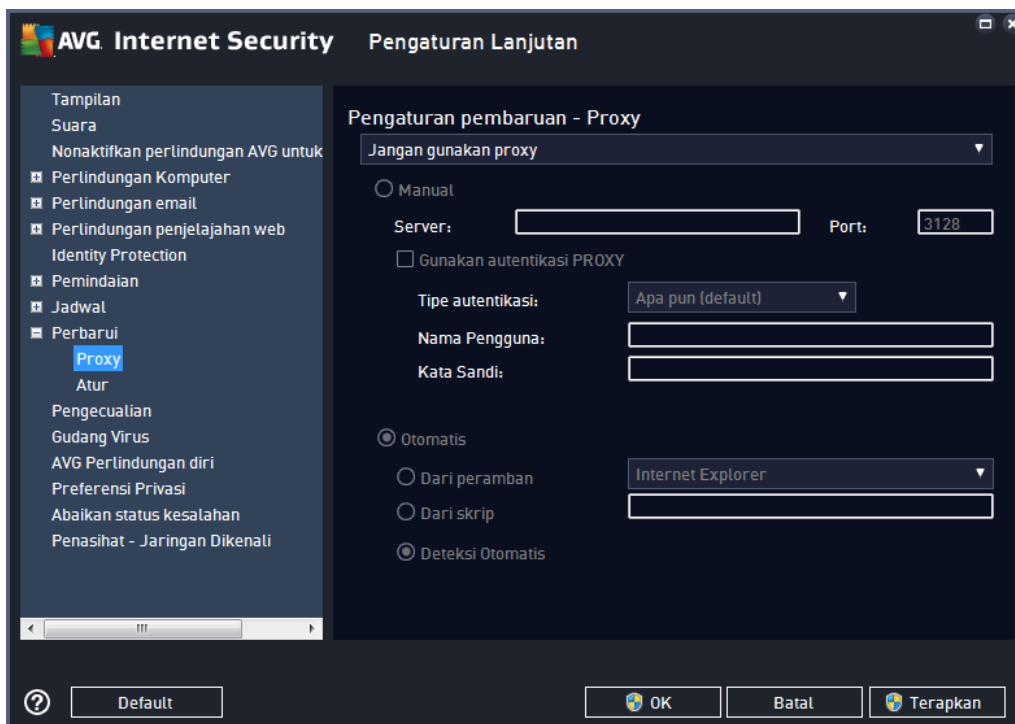 AVG. Internet Security Pengaturan Lanjutan
Tampilan
Suara
Nonaktifkan perlindungan AVG untuk
Perlindungan Komputer
Perlindungan email
Perlindungan penjelajahan web
Identity Protection
Pemindaian
Jadwal
Perbarui
Proxy
Atur
Pengecualian
Gudang Virus
AVG Perlindungan diri
Preferensi Privasi
Abaikan status kesalahan
Penasihat - Jaringan Dikenali
Pengaturan pembaruan - Proxy
Jangan gunakan proxy
Manual
Server: Port: 3128
Gunakan autentikasi PROXY
Tipe autentikasi: Apa pun (default)
Nama Pengguna:
Kata Sandi:
Otomatis
Dari peramban Internet Explorer
Dari skrip
Deteksi Otomatis
? Default OK Batal Terapkan